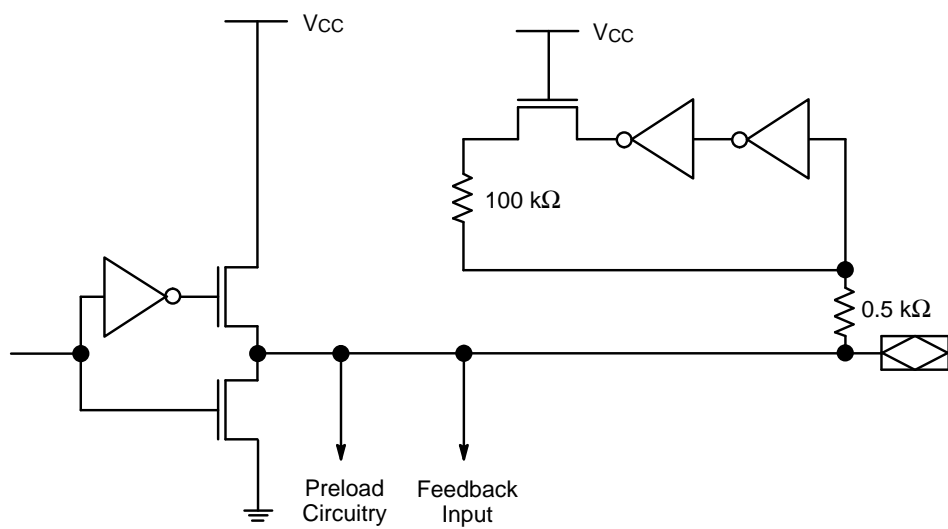 VCC
VCC
100 kΩ
0.5 kΩ
Preload
Circuitry
Feedback
Input